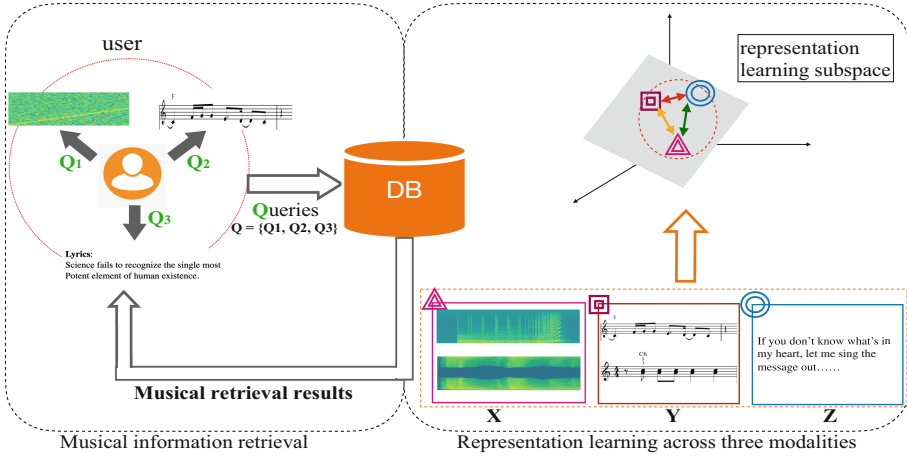 user
F
Q1
Q2
Q3
Queries
Q = {Q1, Q2, Q3}
DB
Lyrics:
Science fails to recognize the single most
Potent element of human existence.
Musical retrieval results
Musical information retrieval
representation
learning subspace
F
C6
If you don't know what's in
my heart, let me sing the
message out……
X
Y
Z
Representation learning across three modalities